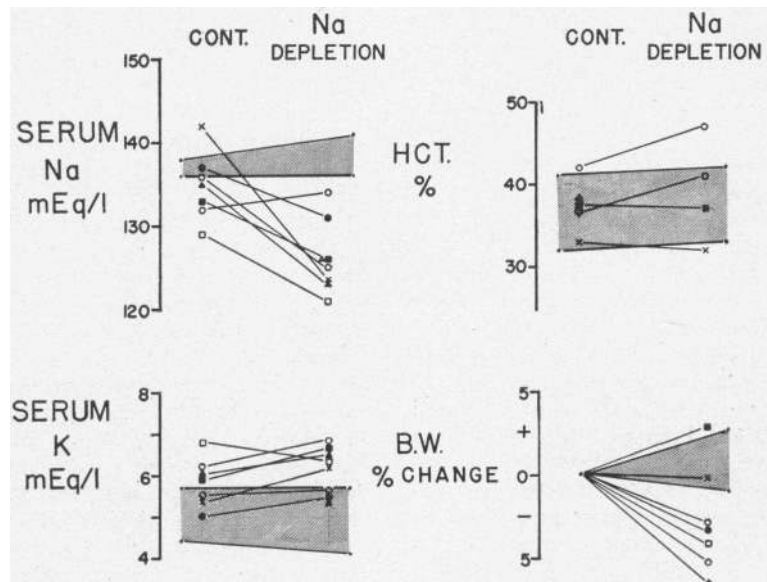 CONT.
Na
DEPLETION
150
SERUM
Na
mEq/l
140
130
120
CONT.
Na
DEPLETION
50
HCT.
%
40
30
SERUM
K
mEq/l
8
6
4
B.W.
% CHANGE
5
+
0
−
5